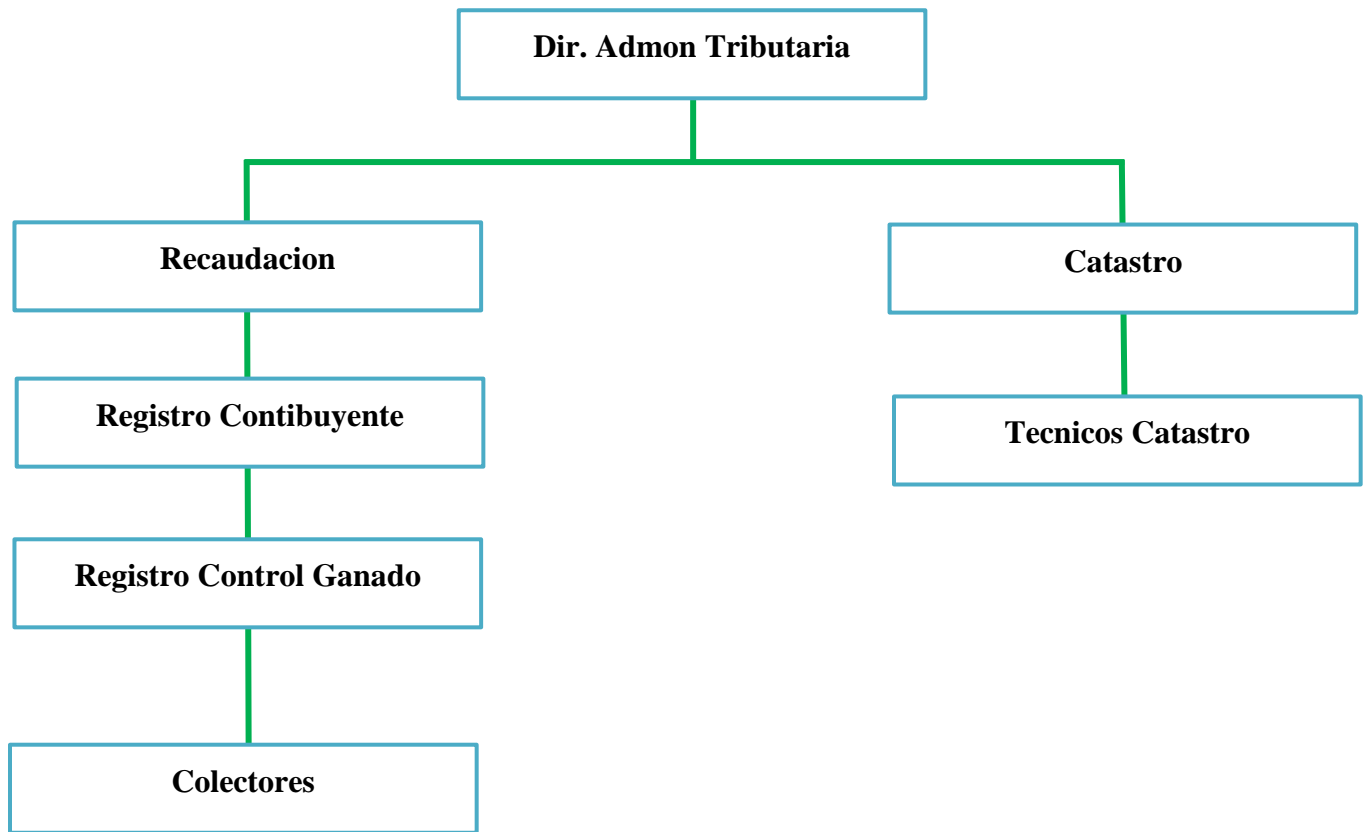 Dir. Admon Tributaria
Recaudacion
Catastro
Registro Contibuyente
Tecnicos Catastro
Registro Control Ganado
Colectores